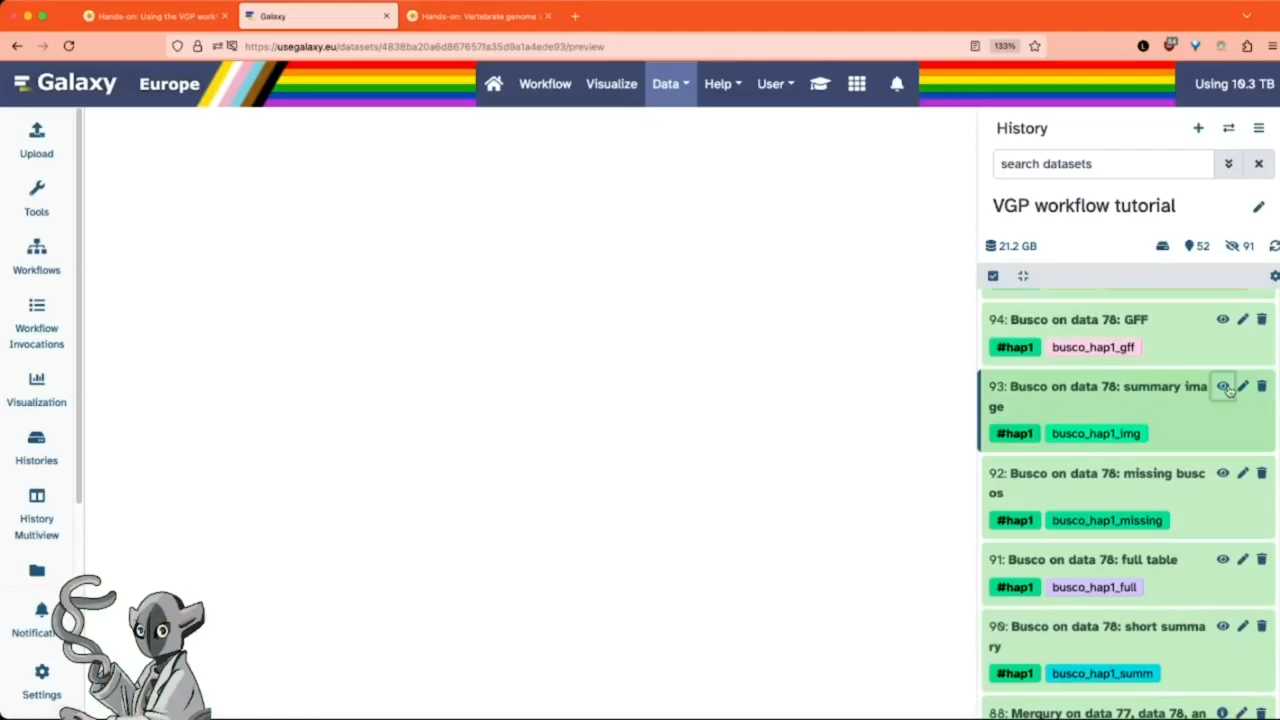 Hands-on: Using the VGP work
Galaxy
Hands-on: Vertebrate genome
https://usegalaxy.eu/datasets/4838ba20a6d867657fa35d9a1a4ede93/preview
133%
Galaxy
Europe
Workflow
Visualize
Data
Help
User
Using 10.3 TB
Upload
Tools
Workflows
Workflow
Invocations
Visualization
Histories
History
Multiview
Notificat
Settings
History
search datasets
VGP workflow tutorial
21.2 GB
52
91
94: Busco on data 78: GFF
#hap1 busco_hap1_gff
93: Busco on data 78: summary ima
ge
#hap1 busco_hap1_img
92: Busco on data 78: missing busc
os
#hap1 busco_hap1_missing
91: Busco on data 78: full table
#hap1 busco_hap1_full
90: Busco on data 78: short summa
ry
#hap1 busco_hap1_summ
88: Merqury on data 77, data 78, an